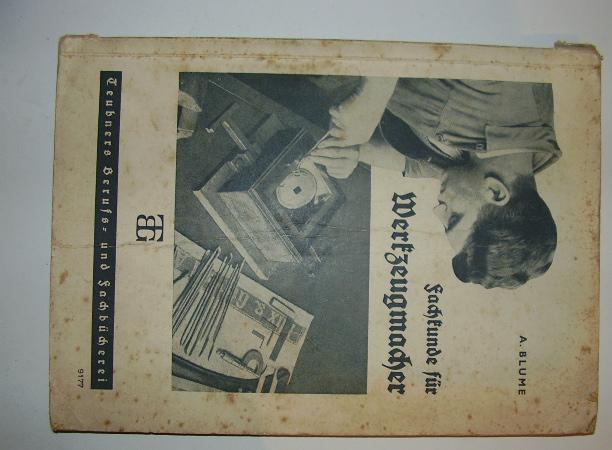 A. BLUME
Fachkunde für
Werkzeugmacher
Teubners Berufs- und Fachbücherei
9177